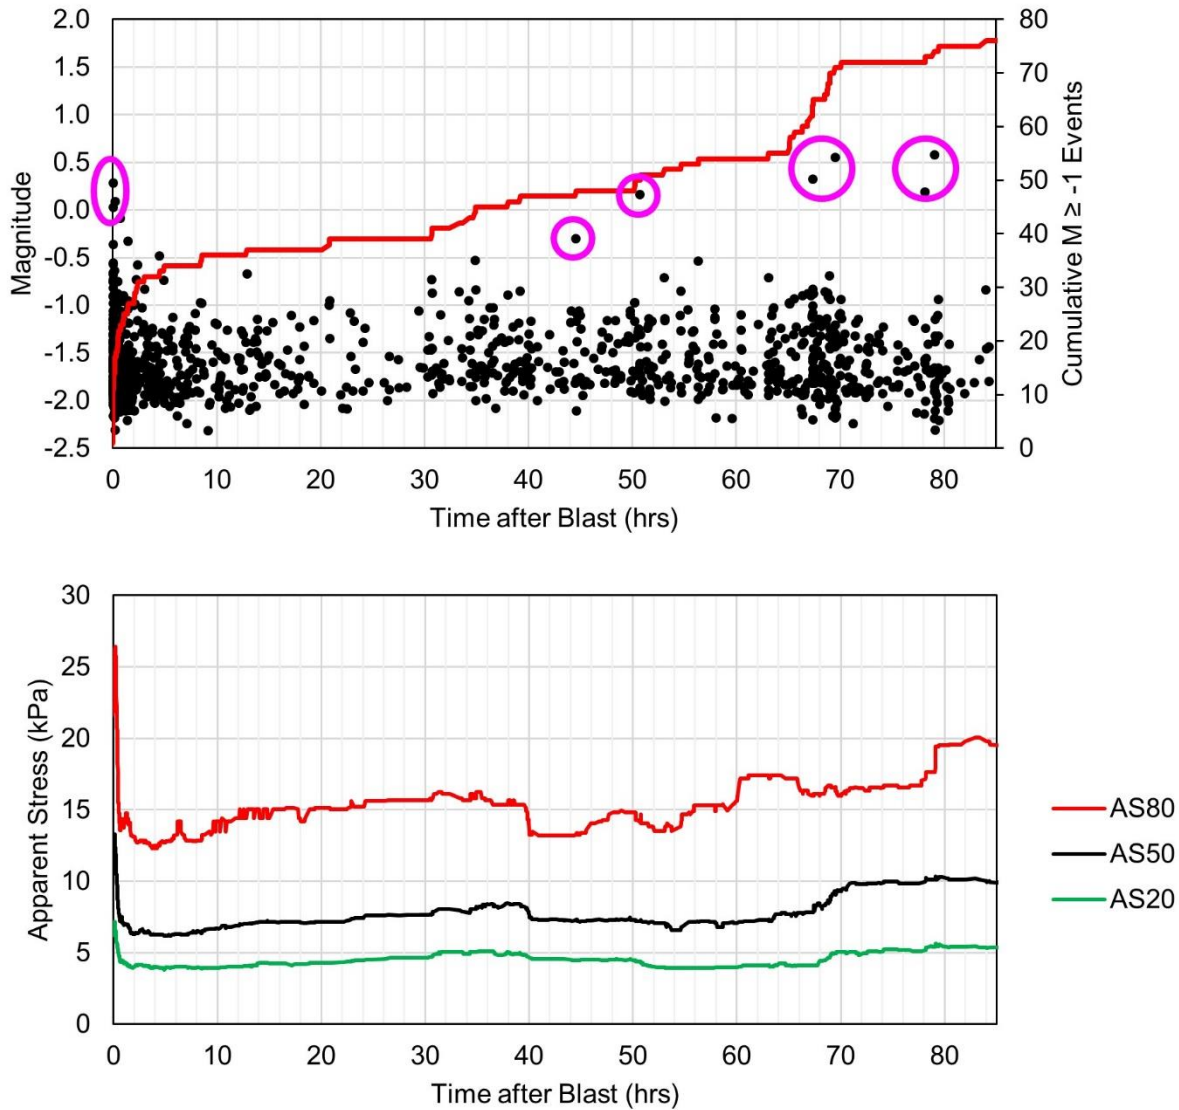 2.0
1.5
1.0
0.5
0.0
-0.5
-1.0
-1.5
-2.0
-2.5
Magnitude
80
70
60
50
40
30
20
10
0
Cumulative M ≥ -1 Events
0 10 20 30 40 50 60 70 80
Time after Blast (hrs)
30
25
20
15
10
5
0
Apparent Stress (kPa)
AS80
AS50
AS20
0 10 20 30 40 50 60 70 80
Time after Blast (hrs)